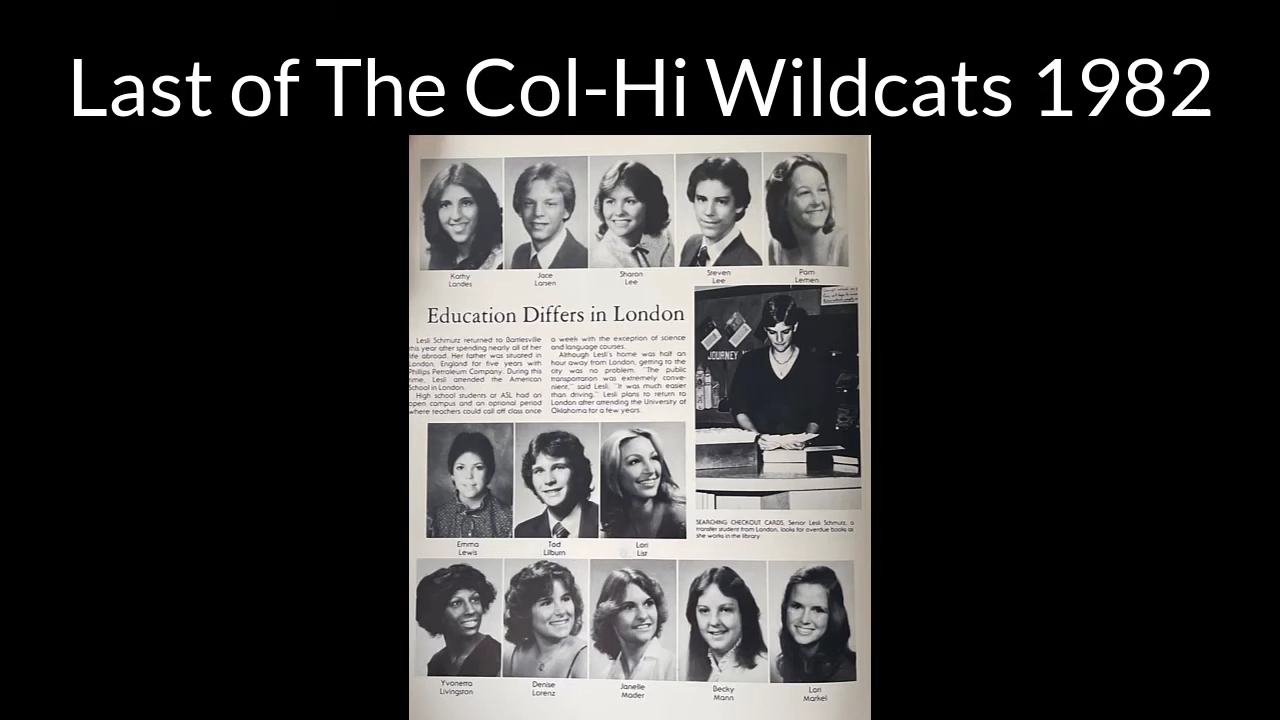 Last of The Col-Hi Wildcats 1982
Kathy
Landes
Jace
Larsen
Sharon
Lee
Steven
Lee
Pam
Lemen
Education Differs in London
Lesli Schmutz returned to Bartlesville
this year after spending nearly all of her
life abroad. Her father was situated in
London, England for five years with
Phillips Petroleum Company. During this
time, Lesli attended the American
School in London.
High school students at ASL had an
open campus and an optional period
where teachers could call off class once
a week with the exception of science
and language courses.
Although Lesli's home was half an
hour away from London, getting to the
city was no problem. "The public
transportation was extremely conve-
nient," said Lesli. "It was much easier
than driving." Lesli plans to return to
London after attending the University of
Oklahoma for a few years.
JOURNEY
SEARCHING CHECKOUT CARDS, Senior Lesli Schmutz, a
transfer student from London, looks for overdue books as
she works in the library.
Emma
Lewis
Tod
Lilburn
Lori
List
Yvonetta
Livingston
Denise
Lorenz
Janelle
Mader
Becky
Mann
Lori
Markel